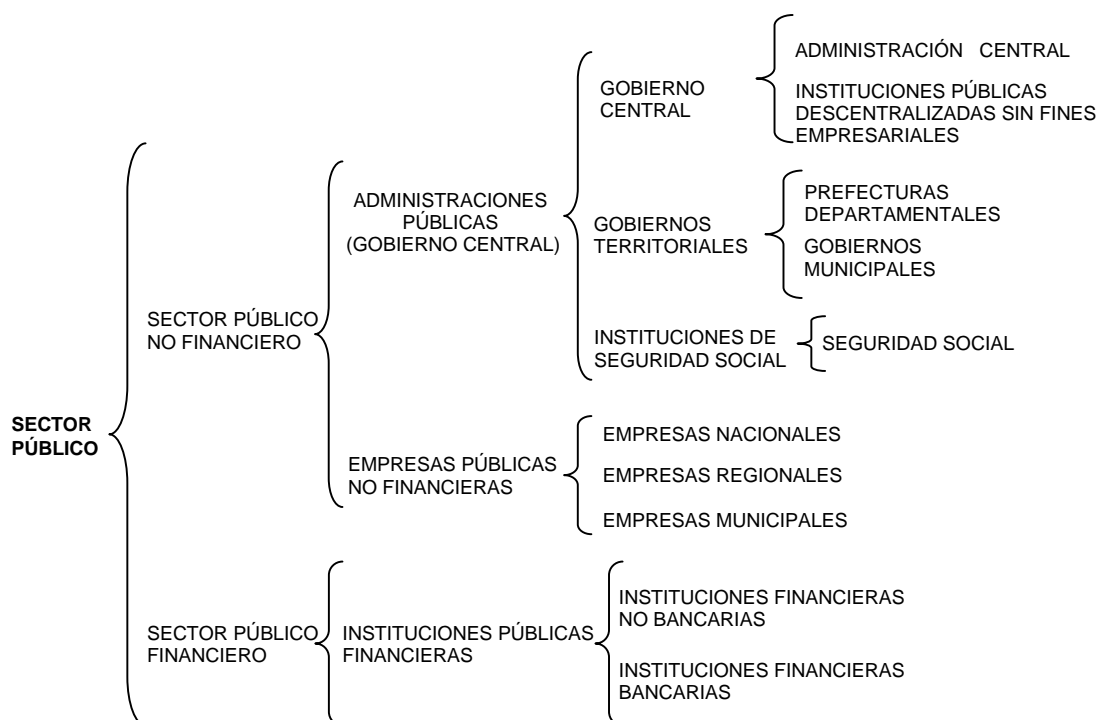 SECTOR
PÚBLICO
SECTOR PÚBLICO
NO FINANCIERO
ADMINISTRACIONES
PÚBLICAS
(GOBIERNO CENTRAL)
GOBIERNO
CENTRAL
ADMINISTRACIÓN CENTRAL
INSTITUCIONES PÚBLICAS
DESCENTRALIZADAS SIN FINES
EMPRESARIALES
GOBIERNOS
TERRITORIALES
PREFECTURAS
DEPARTAMENTALES
GOBIERNOS
MUNICIPALES
INSTITUCIONES DE
SEGURIDAD SOCIAL
SEGURIDAD SOCIAL
EMPRESAS PÚBLICAS
NO FINANCIERAS
EMPRESAS NACIONALES
EMPRESAS REGIONALES
EMPRESAS MUNICIPALES
SECTOR PÚBLICO
FINANCIERO
INSTITUCIONES PÚBLICAS
FINANCIERAS
INSTITUCIONES FINANCIERAS
NO BANCARIAS
INSTITUCIONES FINANCIERAS
BANCARIAS